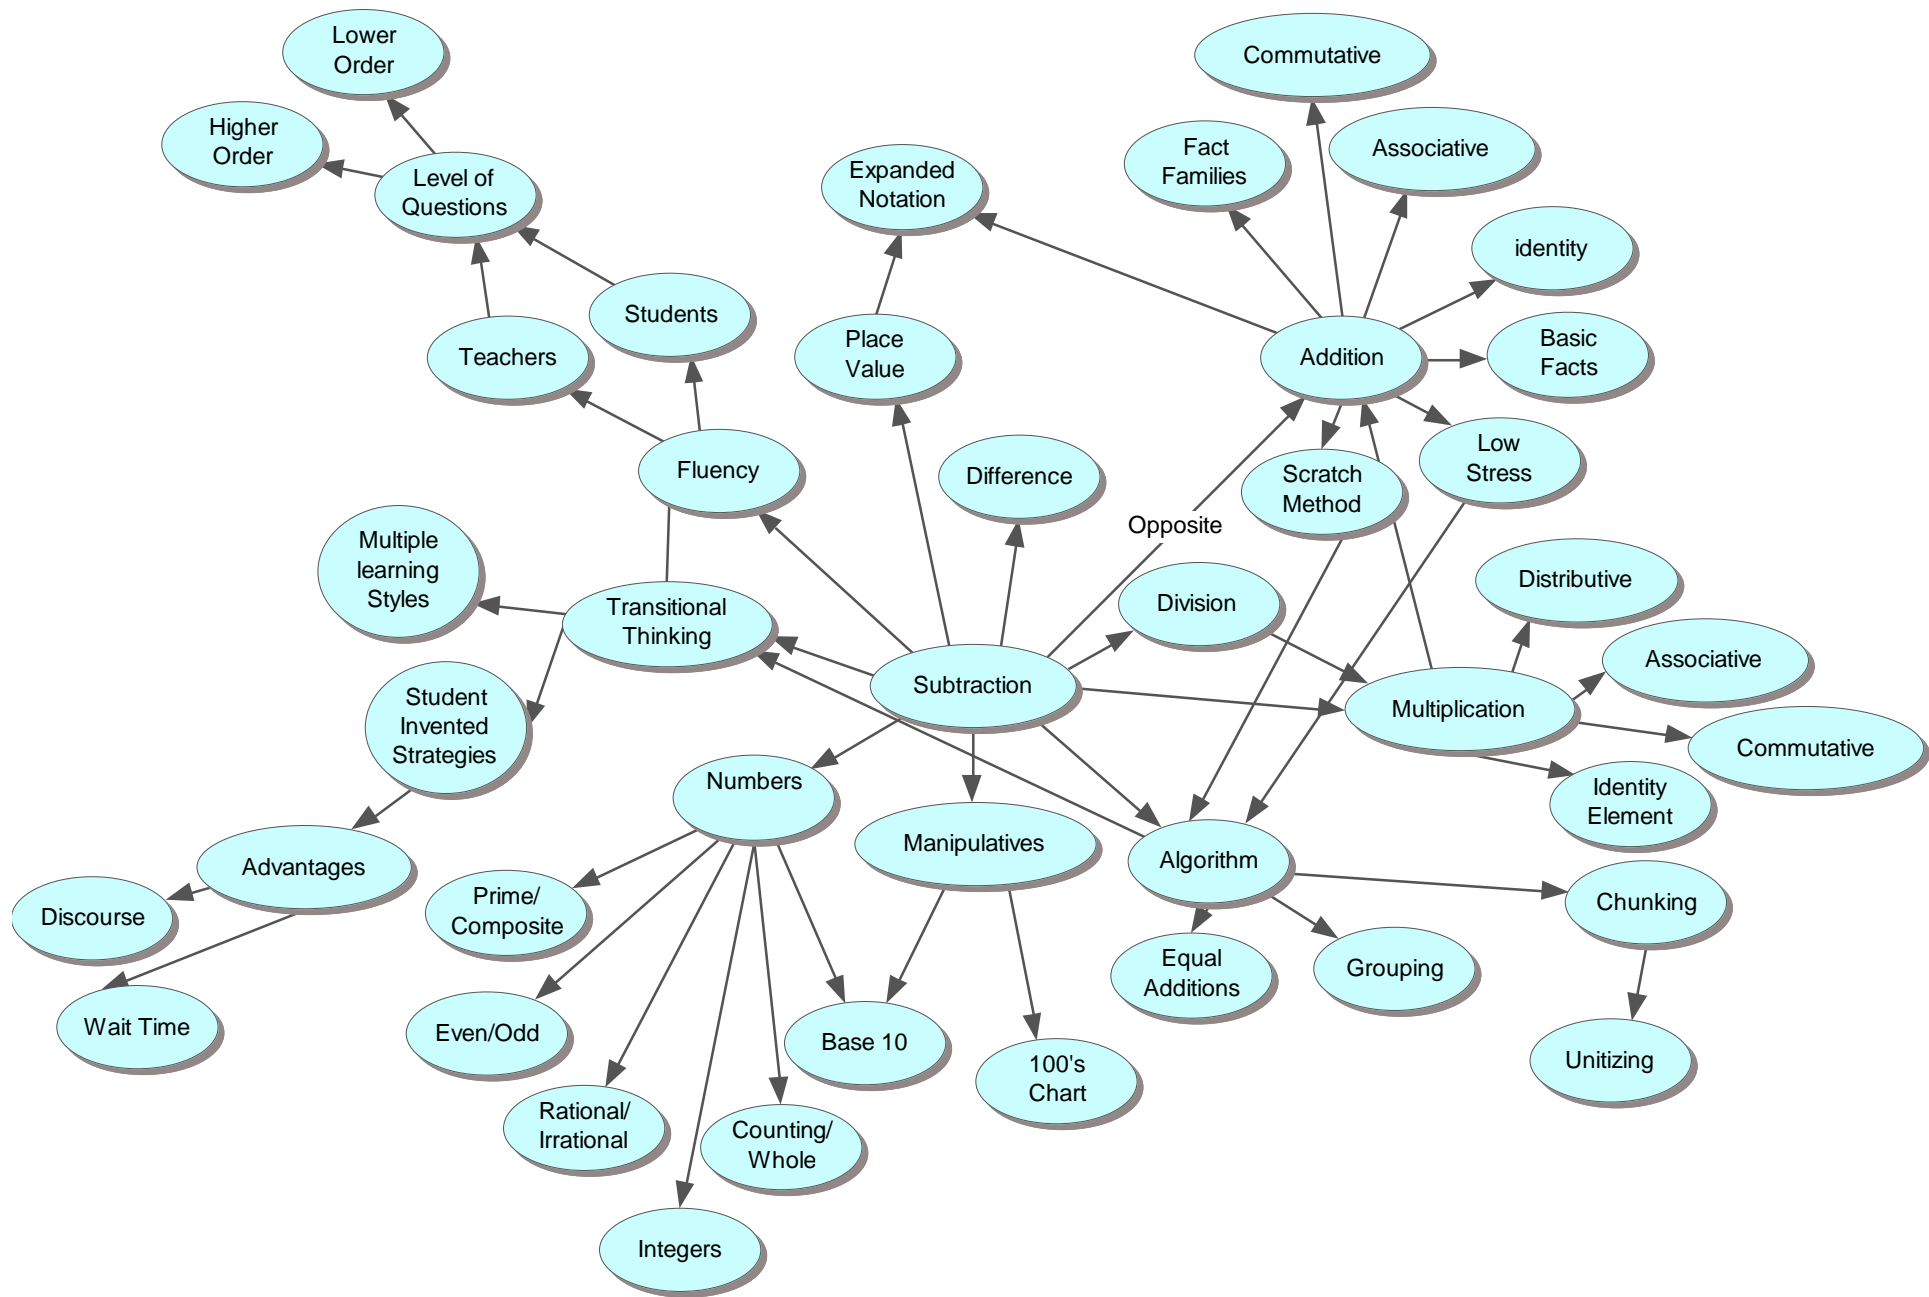 Lower
Order
Commutative
Higher
Order
Fact
Families
Associative
Expanded
Notation
Level of
Questions
identity
Students
Place
Value
Teachers
Addition
Basic
Facts
Low
Stress
Fluency
Difference
Scratch
Method
Opposite
Multiple
learning
Styles
Transitional
Thinking
Division
Distributive
Associative
Subtraction
Student
Invented
Strategies
Multiplication
Commutative
Numbers
Identity
Element
Manipulatives
Algorithm
Advantages
Chunking
Discourse
Prime/
Composite
Equal
Additions
Grouping
Wait Time
Even/Odd
Base 10
Unitizing
100's
Chart
Rational/
Irrational
Counting/
Whole
Integers